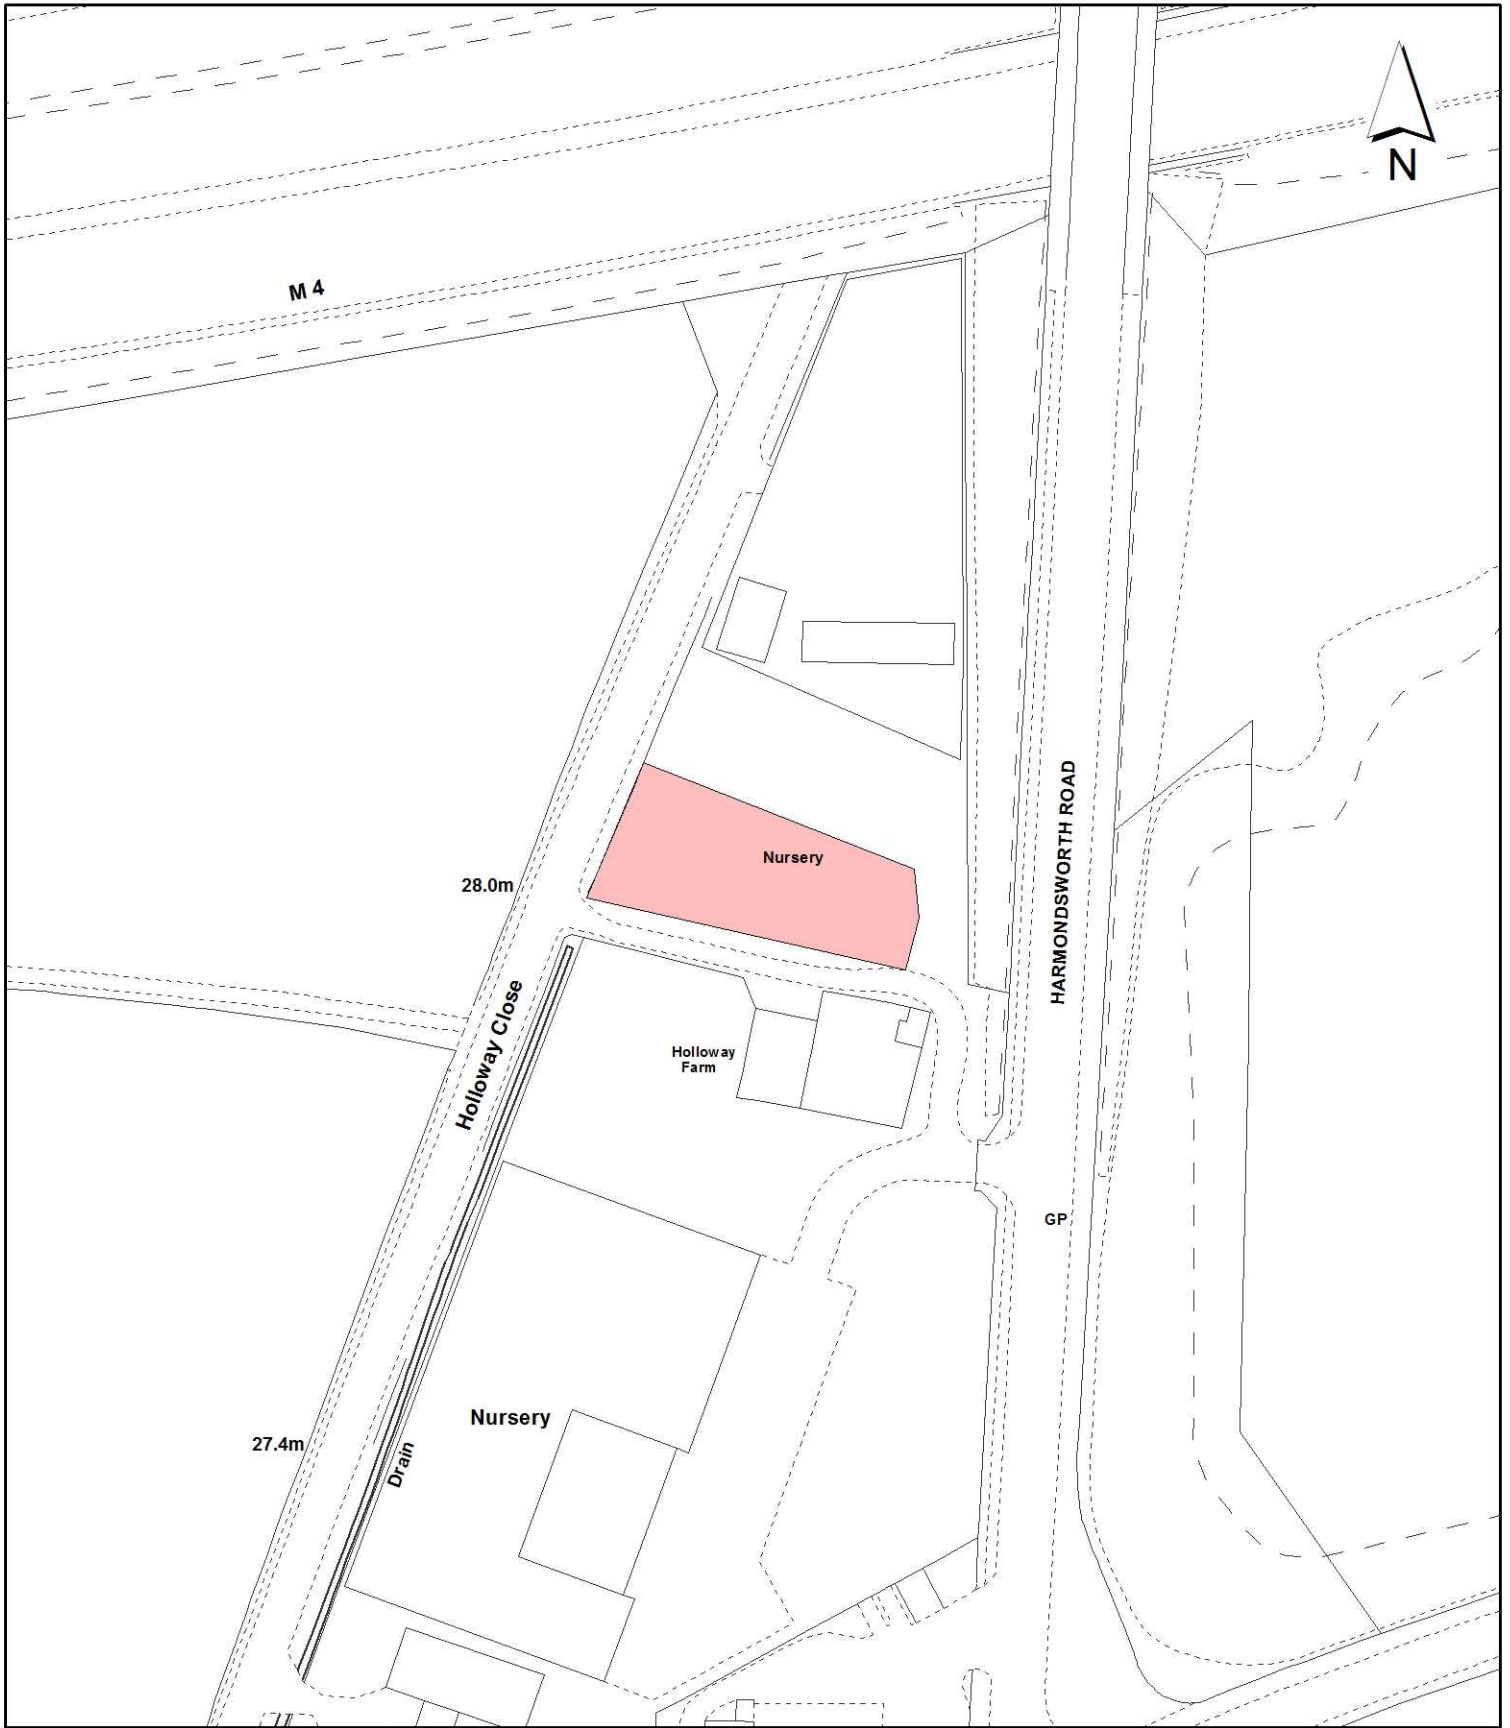 N
M 4
HARMONDSWORTH ROAD
Nursery
28.0m
Holloway Close
Holloway
Farm
GP
Nursery
27.4m
Drain